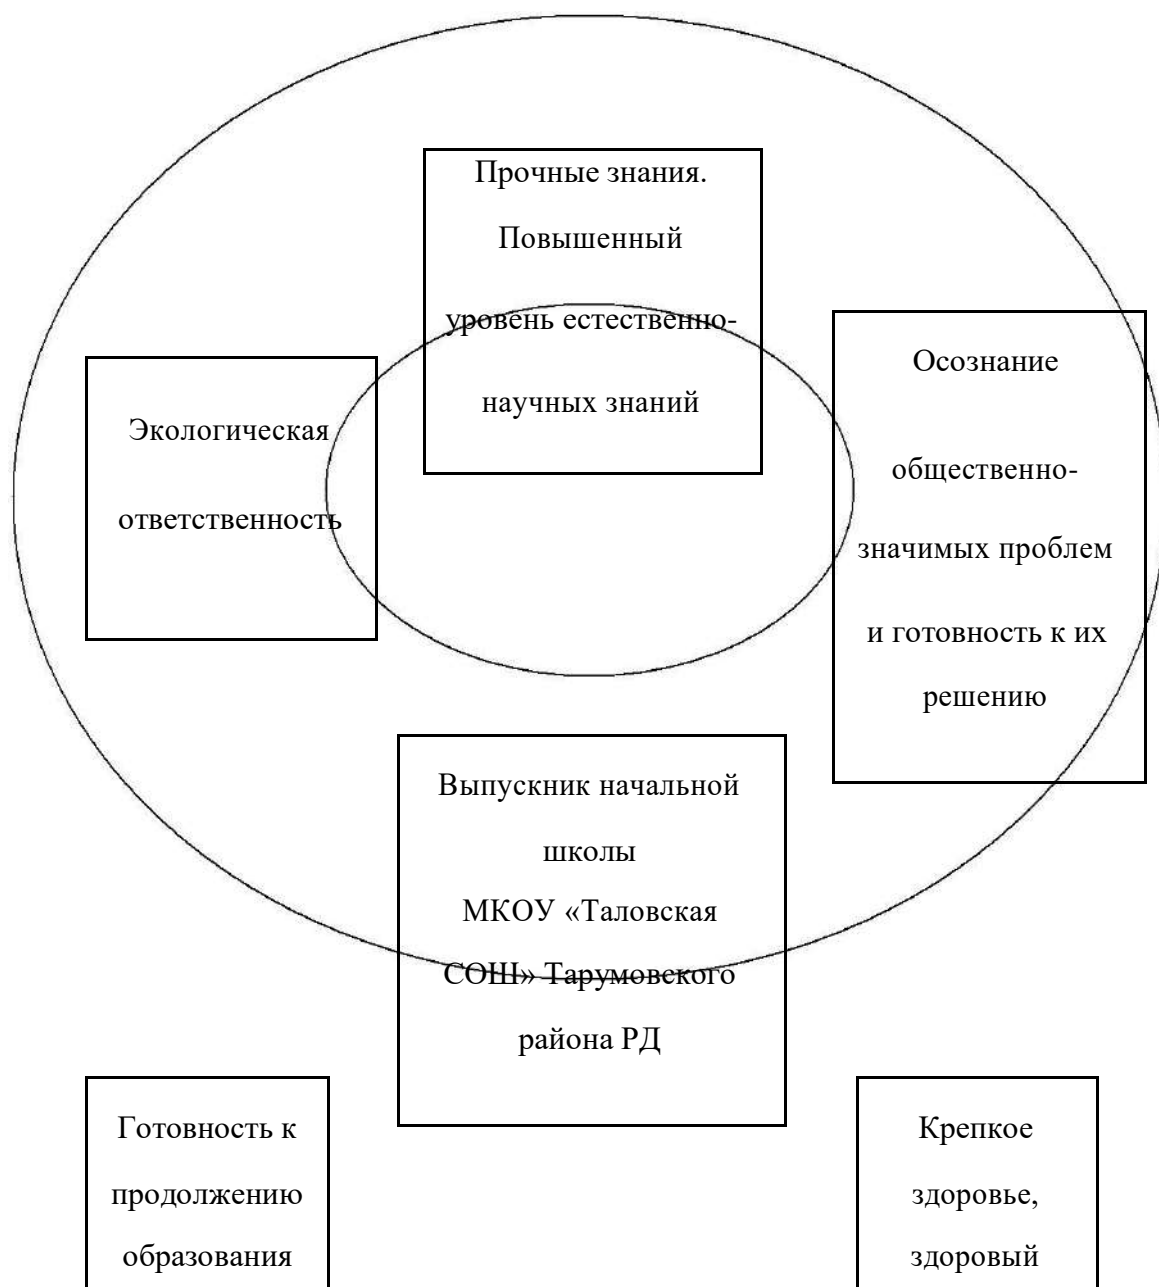 Прочные знания.
Повышенный
уровень естественно-
научных знаний
Экологическая
ответственность
Осознание
общественно-
значимых проблем
и готовность к их
решению
Выпускник начальной
школы
МКОУ «Таловская
СОШ» Тарумовского
района РД
Готовность к
продолжению
образования
Крепкое
здоровье,
здоровый